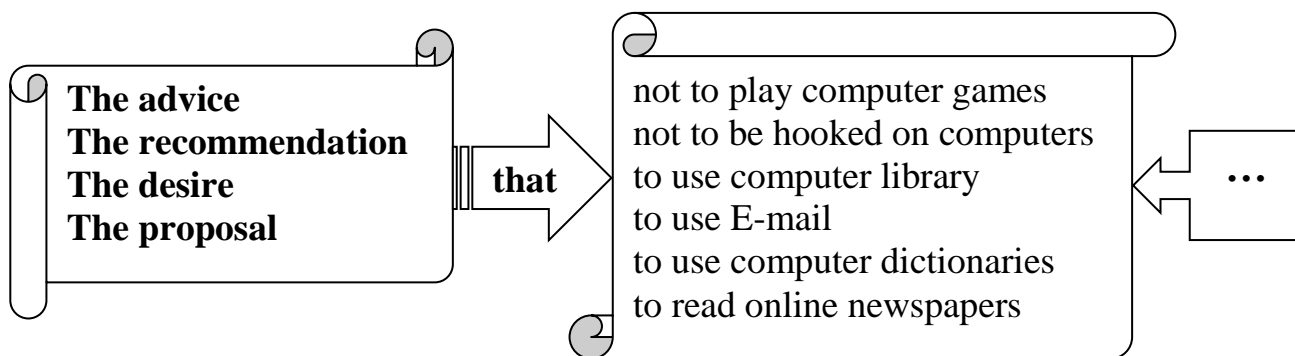 The advice
The recommendation
The desire
The proposal
that
not to play computer games
not to be hooked on computers
to use computer library
to use E-mail
to use computer dictionaries
to read online newspapers
...